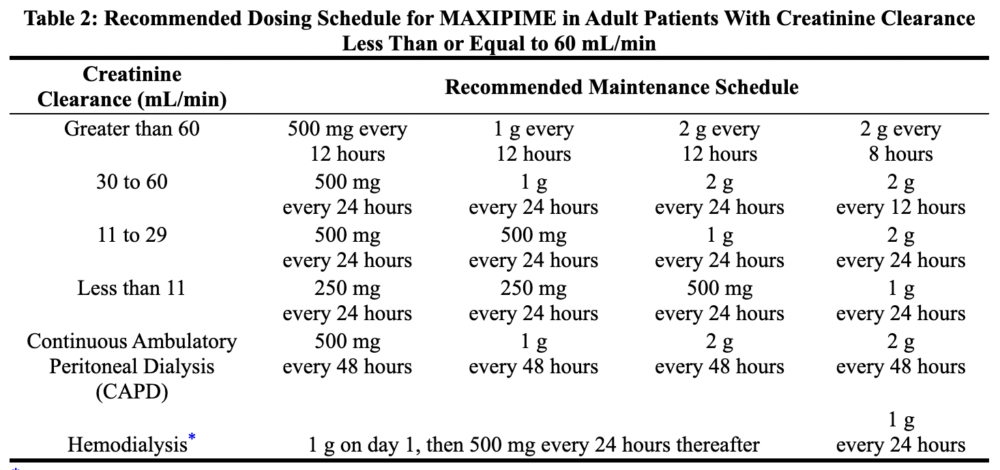 Table 2: Recommended Dosing Schedule for MAXIPIME in Adult Patients With Creatinine Clearance
Less Than or Equal to 60 mL/min
Creatinine
Clearance (mL/min)
Recommended Maintenance Schedule
Greater than 60 500 mg every 1 g every 2 g every 2 g every
12 hours 12 hours 12 hours 8 hours
30 to 60 500 mg 1 g 2 g 2 g
every 24 hours every 24 hours every 24 hours every 12 hours
11 to 29 500 mg 500 mg 1 g 2 g
every 24 hours every 24 hours every 24 hours every 24 hours
Less than 11 250 mg 250 mg 500 mg 1 g
every 24 hours every 24 hours every 24 hours every 24 hours
Continuous Ambulatory 500 mg 1 g 2 g 2 g
Peritoneal Dialysis every 48 hours every 48 hours every 48 hours every 48 hours
(CAPD)
1 g
Hemodialysis* 1 g on day 1, then 500 mg every 24 hours thereafter every 24 hours
*